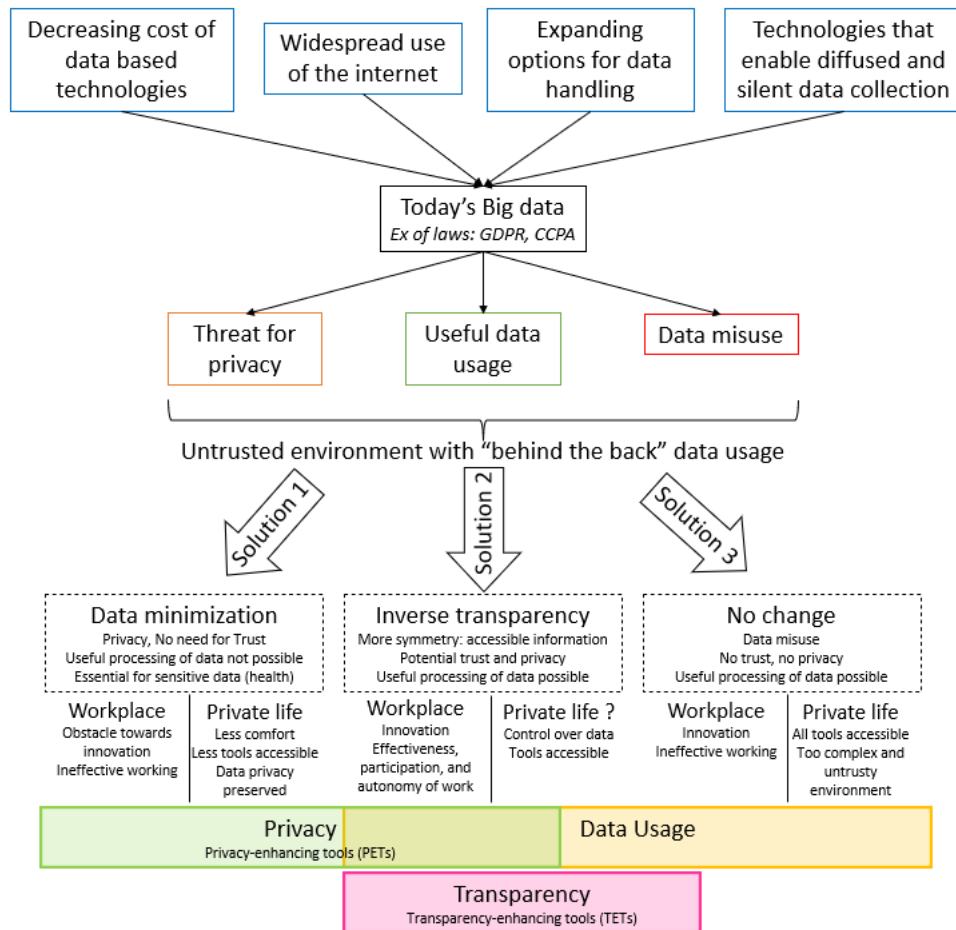 Decreasing cost of
data based
technologies
Widespread use
of the internet
Expanding
options for data
handling
Technologies that
enable diffused and
silent data collection
Today's Big data
Ex of laws: GDPR, CCPA
Threat for
privacy
Useful data
usage
Data misuse
Untrusted environment with “behind the back” data usage
Solution 1
Solution 2
Solution 3
Data minimization
Privacy, No need for Trust
Useful processing of data not possible
Essential for sensitive data (health)
Inverse transparency
More symmetry: accessible information
Potential trust and privacy
Useful processing of data possible
No change
Data misuse
No trust, no privacy
Useful processing of data possible
Workplace
Obstacle towards
innovation
Ineffective working
Private life
Less comfort
Less tools accessible
Data privacy
preserved
Workplace
Innovation
Effectiveness,
participation, and
autonomy of work
Private life ?
Control over data
Tools accessible
Workplace
Innovation
Ineffective working
Private life
All tools accessible
Too complex and
untrusty
environment
Privacy
Privacy-enhancing tools (PETs)
Data Usage
Transparency
Transparency-enhancing tools (TETs)